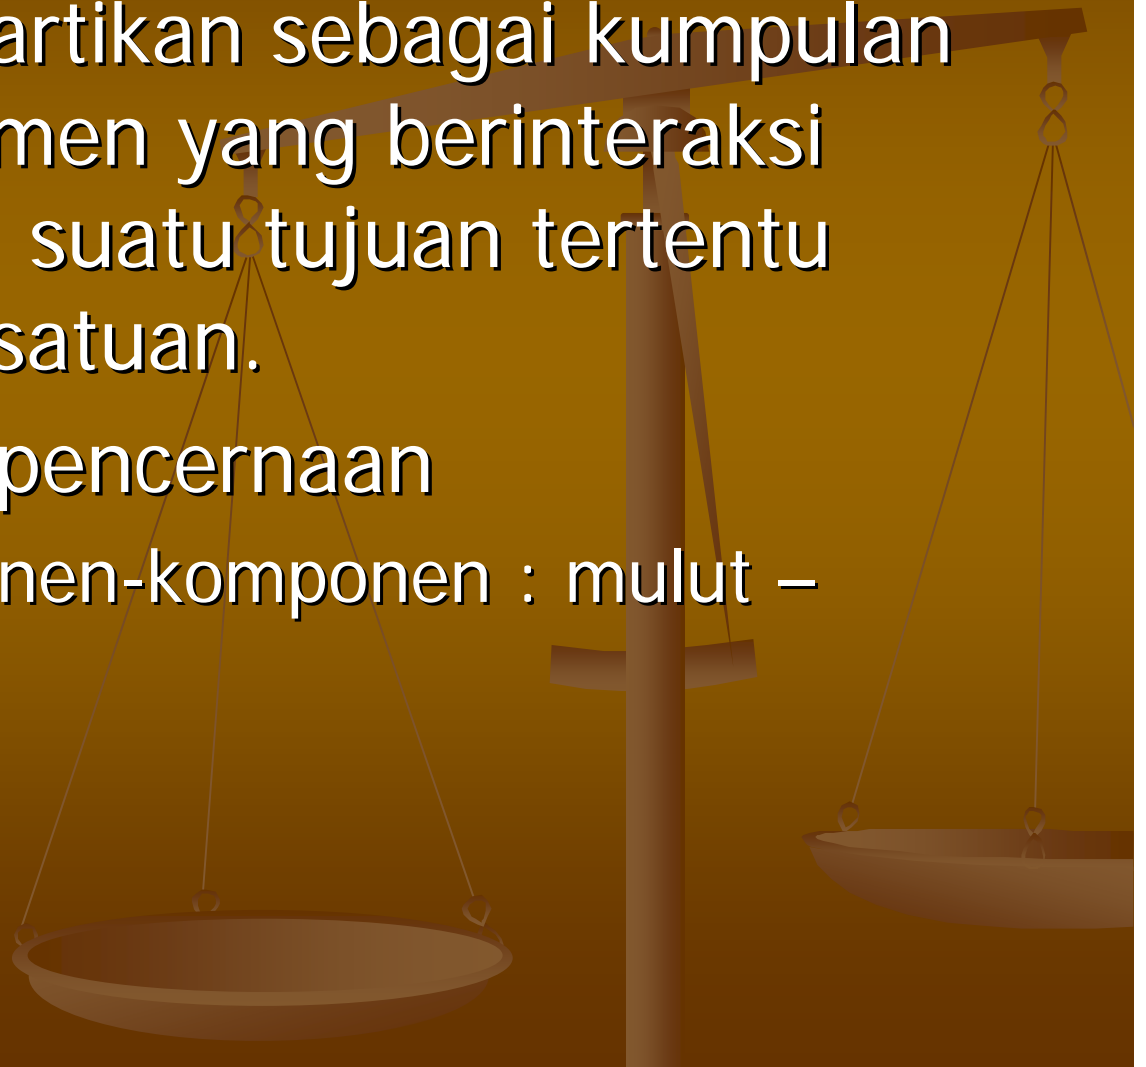 artikan sebagai kumpulan
men yang berinteraksi
suatu tujuan tertentu
satuan.
pencernaan
nen-komponen : mulut –